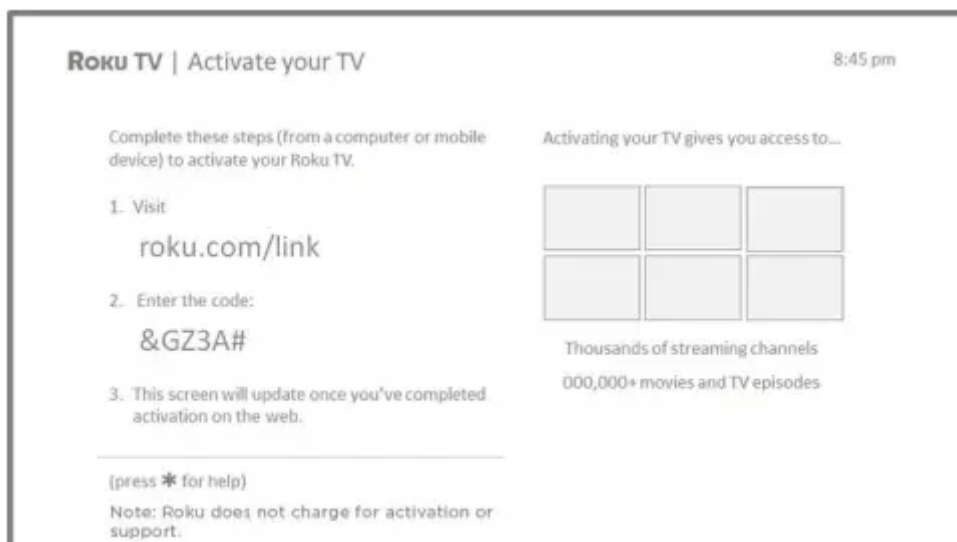 ROKU TV | Activate your TV
8:45 pm
Complete these steps (from a computer or mobile
device) to activate your Roku TV.
1. Visit
roku.com/link
2. Enter the code:
&GZ3A#
3. This screen will update once you've completed
activation on the web.
(press ✱ for help)
Note: Roku does not charge for activation or
support.
Activating your TV gives you access to...
Thousands of streaming channels
000,000+ movies and TV episodes